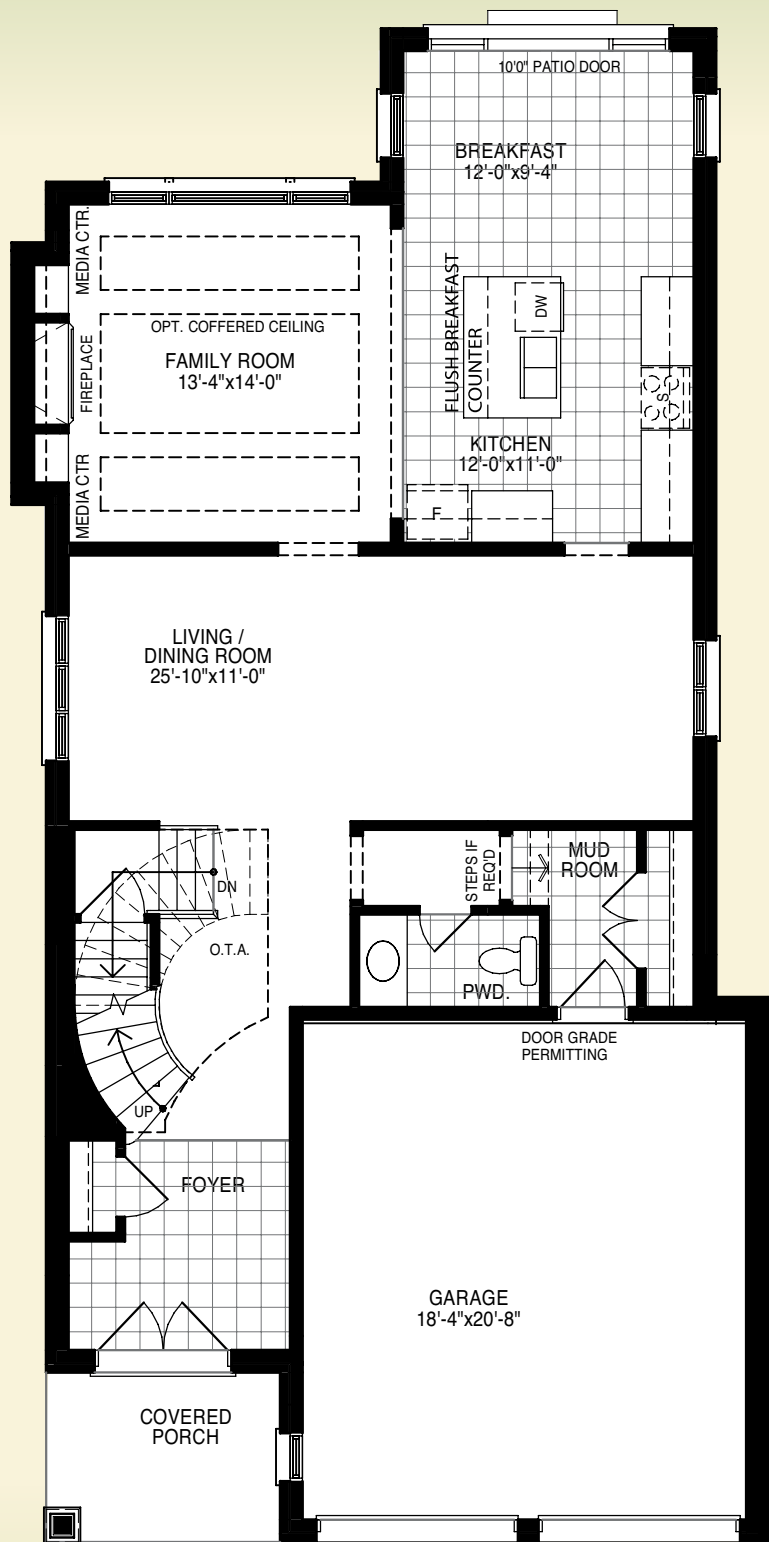 10'0" PATIO DOOR
BREAKFAST
12'-0"x9'-4"
MEDIA CTR.
OPT. COFFERED CEILING
FAMILY ROOM
13'-4"x14'-0"
FIREPLACE
MEDIA CTR
FLUSH BREAKFAST
COUNTER
DW
S
KITCHEN
12'-0"x11'-0"
F
LIVING /
DINING ROOM
25'-10"x11'-0"
DN
O.T.A.
UP
STEPS IF
REQ'D
MUD
ROOM
PWD.
DOOR GRADE
PERMITTING
FOYER
GARAGE
18'-4"x20'-8"
COVERED
PORCH